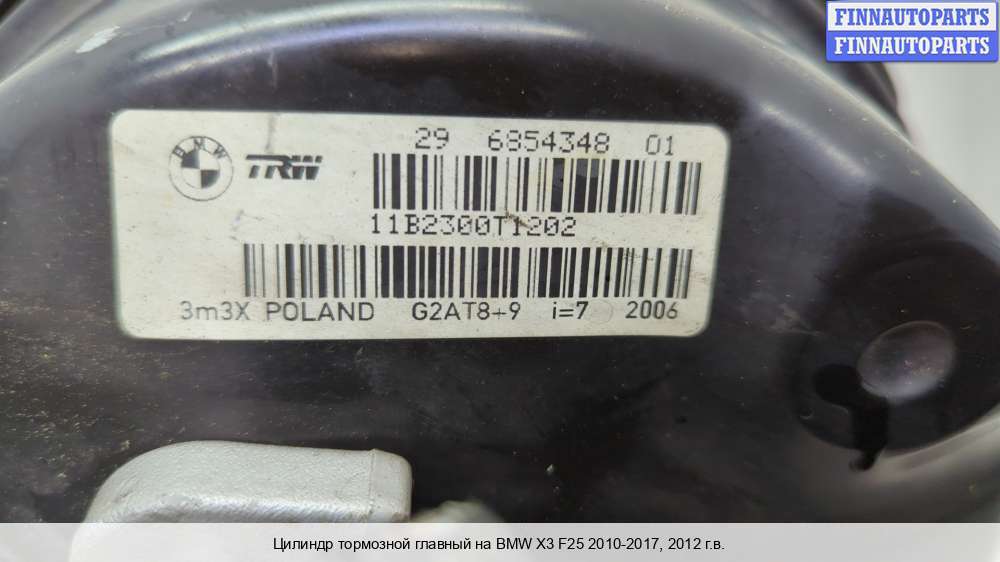 FINNAUTOPARTS
FINNAUTOPARTS
29 6854348 01
BMW TRW
11B2300T1202
3m3X POLAND G2AT8+9 i=7 2006
Цилиндр тормозной главный на BMW X3 F25 2010-2017, 2012 г.в.